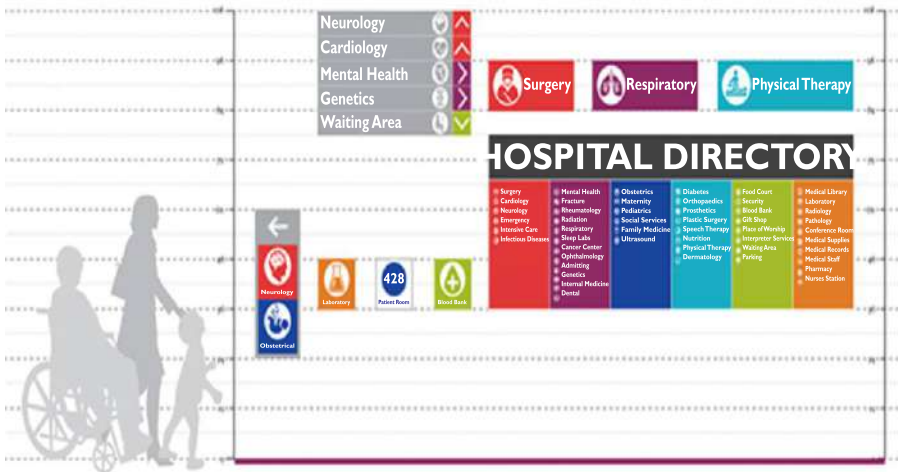 Neurology
Cardiology
Mental Health
Genetics
Waiting Area
Surgery
Respiratory
Physical Therapy
HOSPITAL DIRECTORY
Surgery
Cardiology
Neurology
Emergency
Intensive Care
Infectious Diseases
Mental Health
Fracture
Rheumatology
Radiation
Respiratory
Sleep Labs
Cancer Center
Ophthalmology
Admitting
Genetics
Internal Medicine
Dental
Obstetrics
Maternity
Pediatrics
Social Services
Family Medicine
Ultrasound
Diabetes
Orthopaedics
Prosthetics
Plastic Surgery
Speech Therapy
Nutrition
Physical Therapy
Dermatology
Food Court
Security
Blood Bank
Gift Shop
Place of Worship
Interpreter Services
Waiting Area
Parking
Medical Library
Laboratory
Radiology
Pathology
Conference Room
Medical Supplies
Medical Records
Medical Staff
Pharmacy
Nurses Station
Neurology
Obstetrical
Laboratory
428
Patient Room
Blood Bank